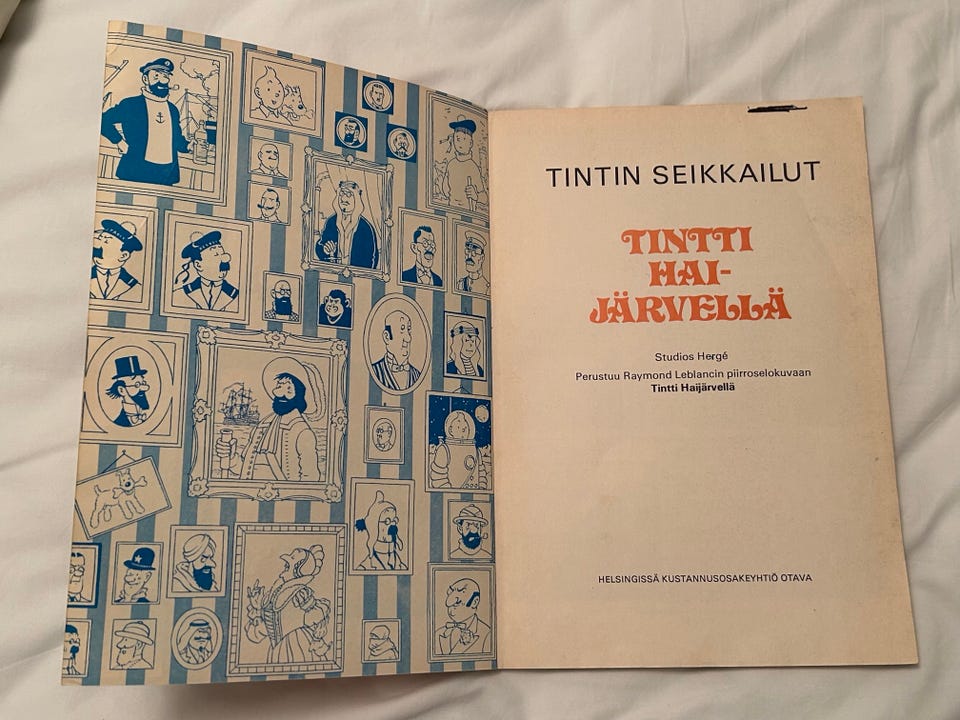 TINTIN SEIKKAILUT
TINTTI
HAI-
JÄRVELLÄ
Studios Hergé
Perustuu Raymond Leblancin piirroselokuvaan
Tintti Haijärvellä
HELSINGISSÄ KUSTANNUSOSAKEYHTIÖ OTAVA